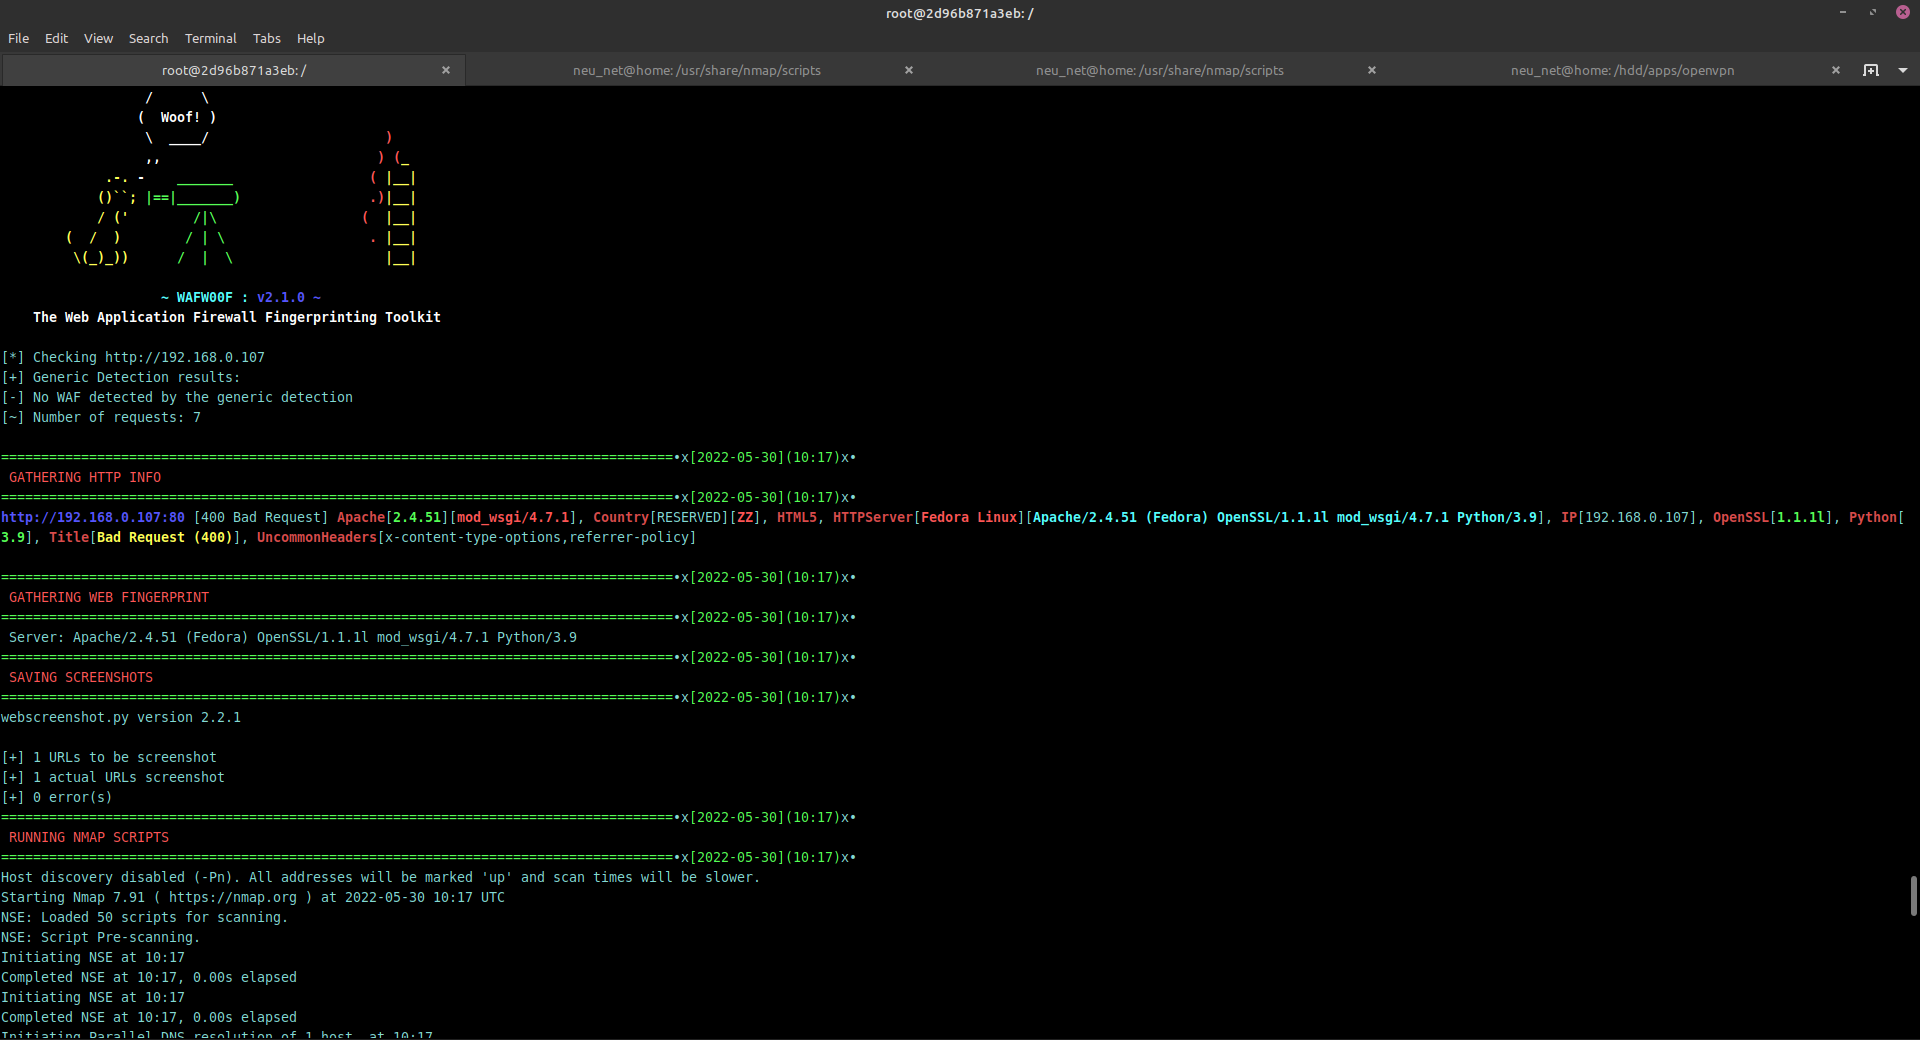 root@2d96b871a3eb: /
File Edit View Search Terminal Tabs Help
root@2d96b871a3eb: / × neu_net@home: /usr/share/nmap/scripts × neu_net@home: /usr/share/nmap/scripts × neu_net@home: /hdd/apps/openvpn ×
                  /      \
                 (  Woof! )
                  \  ____/                      )
                  ,,                           ) (_
             .-. -    _______                 ( |__|
            ()``; |==|_______)                .)|__|
            / ('        /|\                  (  |__|
        (  /  )        / | \                  . |__|
         \(_)_))      /  |  \                   |__|
~ WAFW00F : v2.1.0 ~
The Web Application Firewall Fingerprinting Toolkit
[*] Checking http://192.168.0.107
[+] Generic Detection results:
[-] No WAF detected by the generic detection
[~] Number of requests: 7
====================================================================================•x[2022-05-30](10:17)x•
GATHERING HTTP INFO
====================================================================================•x[2022-05-30](10:17)x•
http://192.168.0.107:80 [400 Bad Request] Apache[2.4.51][mod_wsgi/4.7.1], Country[RESERVED][ZZ], HTML5, HTTPServer[Fedora Linux][Apache/2.4.51 (Fedora) OpenSSL/1.1.1l mod_wsgi/4.7.1 Python/3.9], IP[192.168.0.107], OpenSSL[1.1.1l], Python[
3.9], Title[Bad Request (400)], UncommonHeaders[x-content-type-options,referrer-policy]
====================================================================================•x[2022-05-30](10:17)x•
GATHERING WEB FINGERPRINT
====================================================================================•x[2022-05-30](10:17)x•
Server: Apache/2.4.51 (Fedora) OpenSSL/1.1.1l mod_wsgi/4.7.1 Python/3.9
====================================================================================•x[2022-05-30](10:17)x•
SAVING SCREENSHOTS
====================================================================================•x[2022-05-30](10:17)x•
webscreenshot.py version 2.2.1
[+] 1 URLs to be screenshot
[+] 1 actual URLs screenshot
[+] 0 error(s)
====================================================================================•x[2022-05-30](10:17)x•
RUNNING NMAP SCRIPTS
====================================================================================•x[2022-05-30](10:17)x•
Host discovery disabled (-Pn). All addresses will be marked 'up' and scan times will be slower.
Starting Nmap 7.91 ( https://nmap.org ) at 2022-05-30 10:17 UTC
NSE: Loaded 50 scripts for scanning.
NSE: Script Pre-scanning.
Initiating NSE at 10:17
Completed NSE at 10:17, 0.00s elapsed
Initiating NSE at 10:17
Completed NSE at 10:17, 0.00s elapsed
Initiating Parallel DNS resolution of 1 host. at 10:17